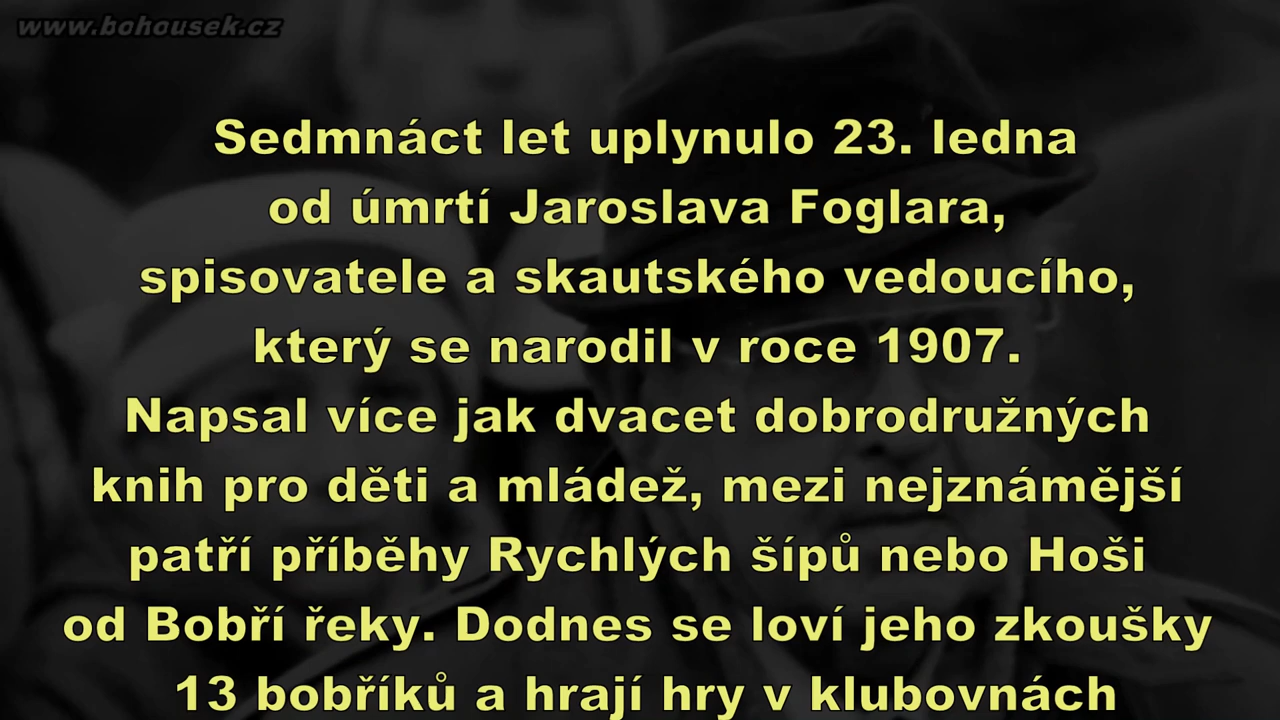 www.bohousek.cz
Sedmnáct let uplynulo 23. ledna
od úmrtí Jaroslava Foglara,
spisovatele a skautského vedoucího,
který se narodil v roce 1907.
Napsal více jak dvacet dobrodružných
knih pro děti a mládež, mezi nejznámější
patří příběhy Rychlých šípů nebo Hoši
od Bobří řeky. Dodnes se loví jeho zkoušky
13 bobříků a hrají hry v klubovnách